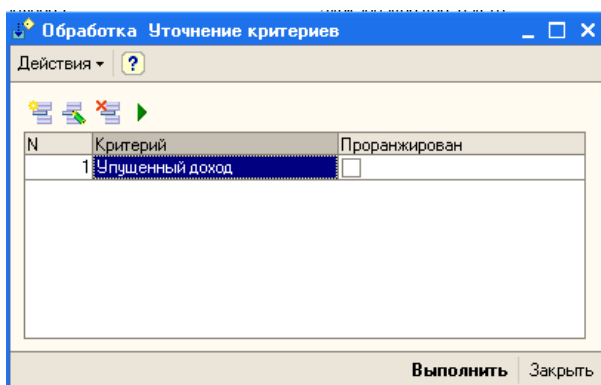 Обработка Уточнение критериев
Действия ?
N Критерий Проранжирован
1 Упущенный доход
Выполнить Закрыть